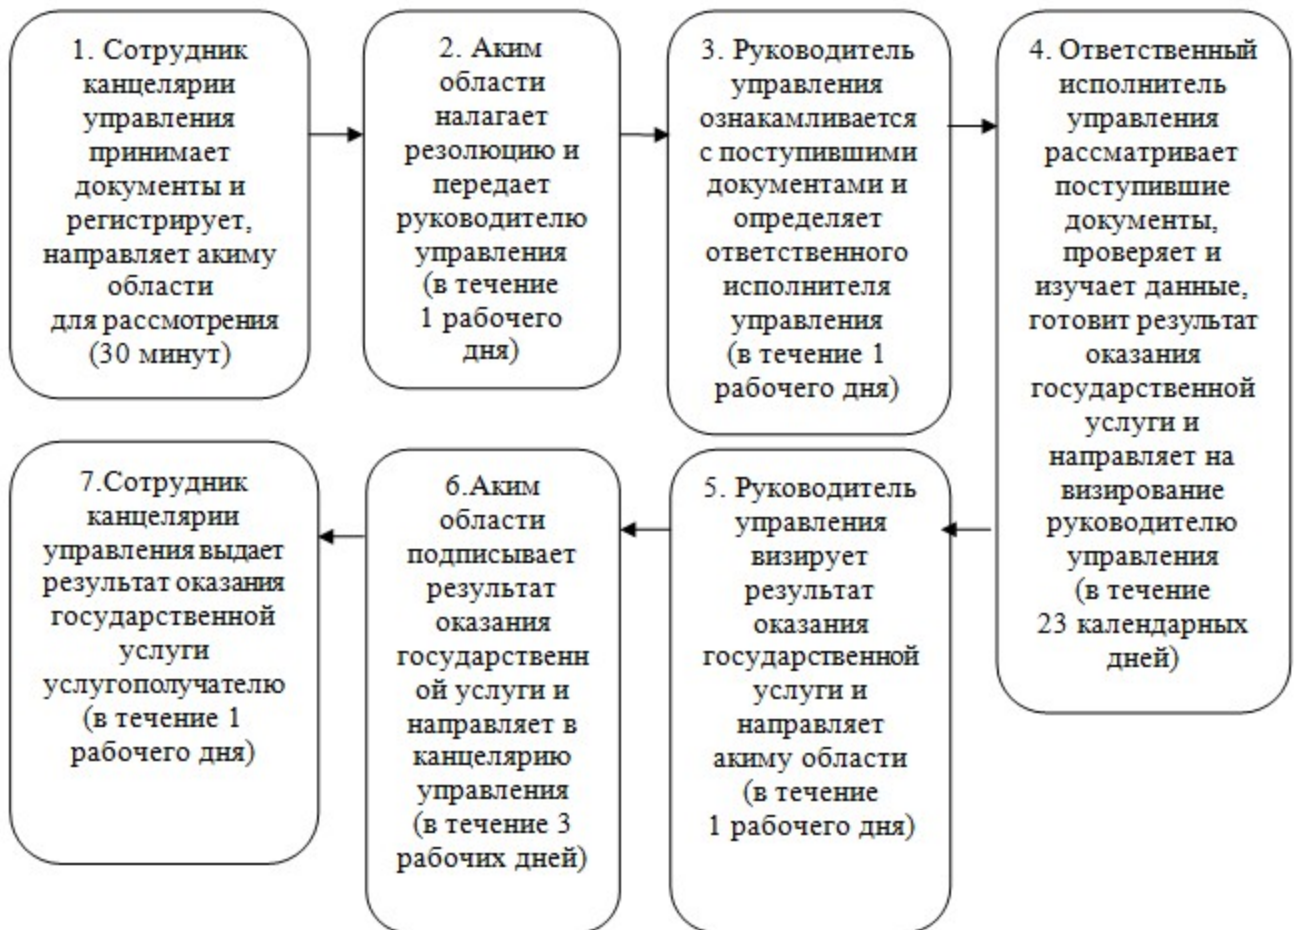 1. Сотрудник
канцелярии
управления
принимает
документы и
регистрирует,
направляет акиму
области
для рассмотрения
(30 минут)
2. Аким
области
налагает
резолюцию и
передает
руководителю
управления
(в течение
1 рабочего
дня)
3. Руководитель
управления
ознакамливается
с поступившими
документами и
определяет
ответственного
исполнителя
управления
(в течение 1
рабочего дня)
4. Ответственный
исполнитель
управления
рассматривает
поступившие
документы,
проверяет и
изучает данные,
готовит результат
оказания
государственной
услуги и
направляет на
визирование
руководителю
управления
(в течение
23 календарных
дней)
5. Руководитель
управления
визирует
результат
оказания
государственной
услуги и
направляет
акиму области
(в течение
1 рабочего дня)
6.Аким
области
подписывает
результат
оказания
государственн
ой услуги и
направляет в
канцелярию
управления
(в течение 3
рабочих дней)
7.Сотрудник
канцелярии
управления выдает
результат оказания
государственной
услуги
услугополучателю
(в течение 1
рабочего дня)